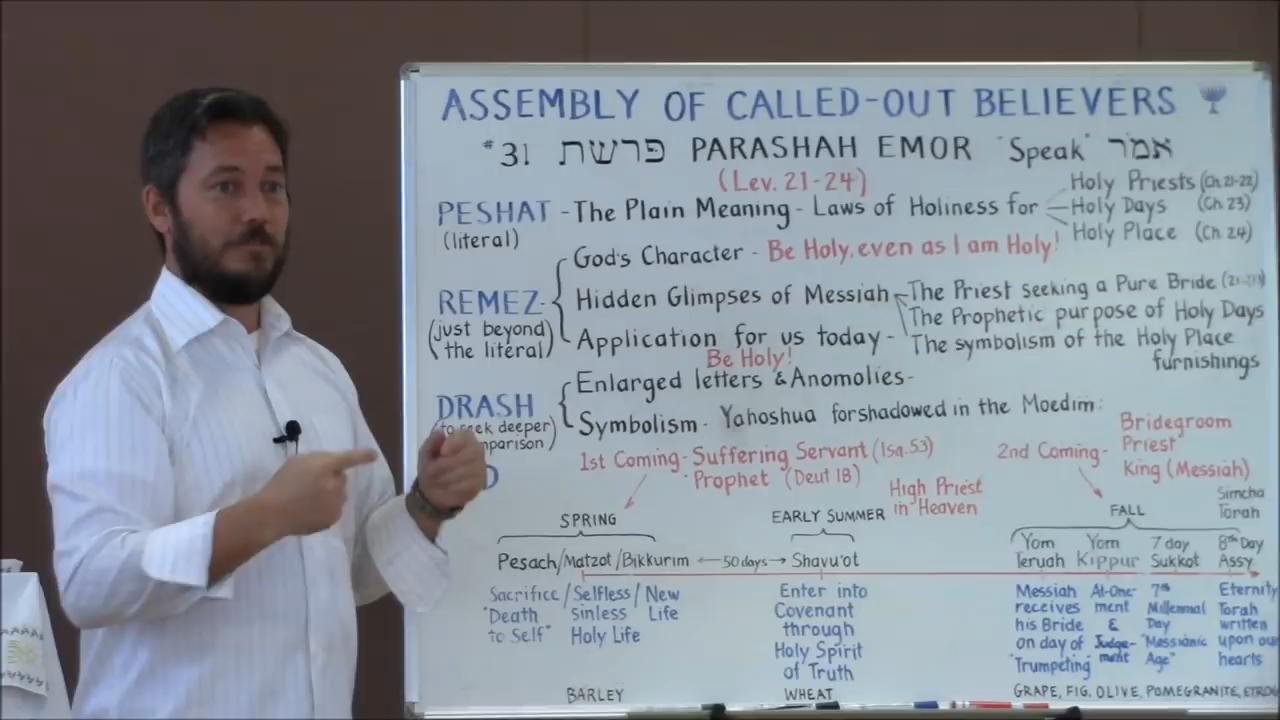 ASSEMBLY OF CALLED-OUT BELIEVERS
#31 פרשת PARASHAH EMOR "Speak" אמר
(Lev. 21-24)
PESHAT - The Plain Meaning - Laws of Holiness for
(literal)
Holy Priests (Ch 21-22)
Holy Days (Ch 23)
Holy Place (Ch 24)
God's Character - Be Holy, even as I am Holy!
REMEZ -
(just beyond
the literal)
Hidden Glimpses of Messiah
Application for us today -
Be Holy!
The Priest seeking a Pure Bride
The Prophetic purpose of Holy Days
The symbolism of the Holy Place
furnishings
DRASH
Enlarged letters & Anomolies -
Symbolism - Yahoshua forshadowed in the Moedim:
deeper
1st Coming - Suffering Servant (Isa. 53)
- Prophet (Deut 18)
High Priest
in Heaven
2nd Coming -
Bridegroom
Priest
King (Messiah)
SPRING
EARLY SUMMER
FALL
Simcha
Torah
Pesach/Matzot/Bikkurim ← 50 days → Shavu'ot
Yom
Teruah
Yom
Kippur
7 day
Sukkot
8th Day
Assy
Sacrifice / Selfless / New
"Death sinless Life
to Self" Holy Life
Enter into
Covenant
through
Holy Spirit
of Truth
Messiah
receives
his Bride
on day of
"Trumpeting"
At-One-
ment
&
Judge-
ment
7th
Millennial
Day
"Messianic
Age"
Eternity
Torah
written
upon our
hearts
BARLEY
WHEAT
GRAPE, FIG, OLIVE, POMEGRANITE, ETROG